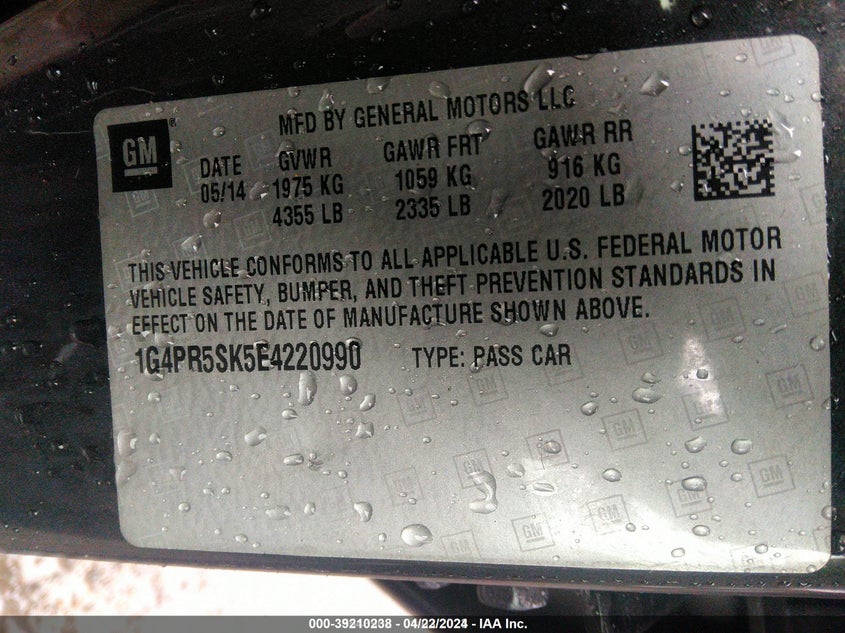 MFD BY GENERAL MOTORS LLC
GM®
DATE GVWR GAWR FRT GAWR RR
05/14 1975 KG 1059 KG 916 KG
4355 LB 2335 LB 2020 LB
THIS VEHICLE CONFORMS TO ALL APPLICABLE U.S. FEDERAL MOTOR
VEHICLE SAFETY, BUMPER, AND THEFT PREVENTION STANDARDS IN
EFFECT ON THE DATE OF MANUFACTURE SHOWN ABOVE.
1G4PR5SK5E4220990 TYPE: PASS CAR
000-39210238 - 04/22/2024 - IAA Inc.